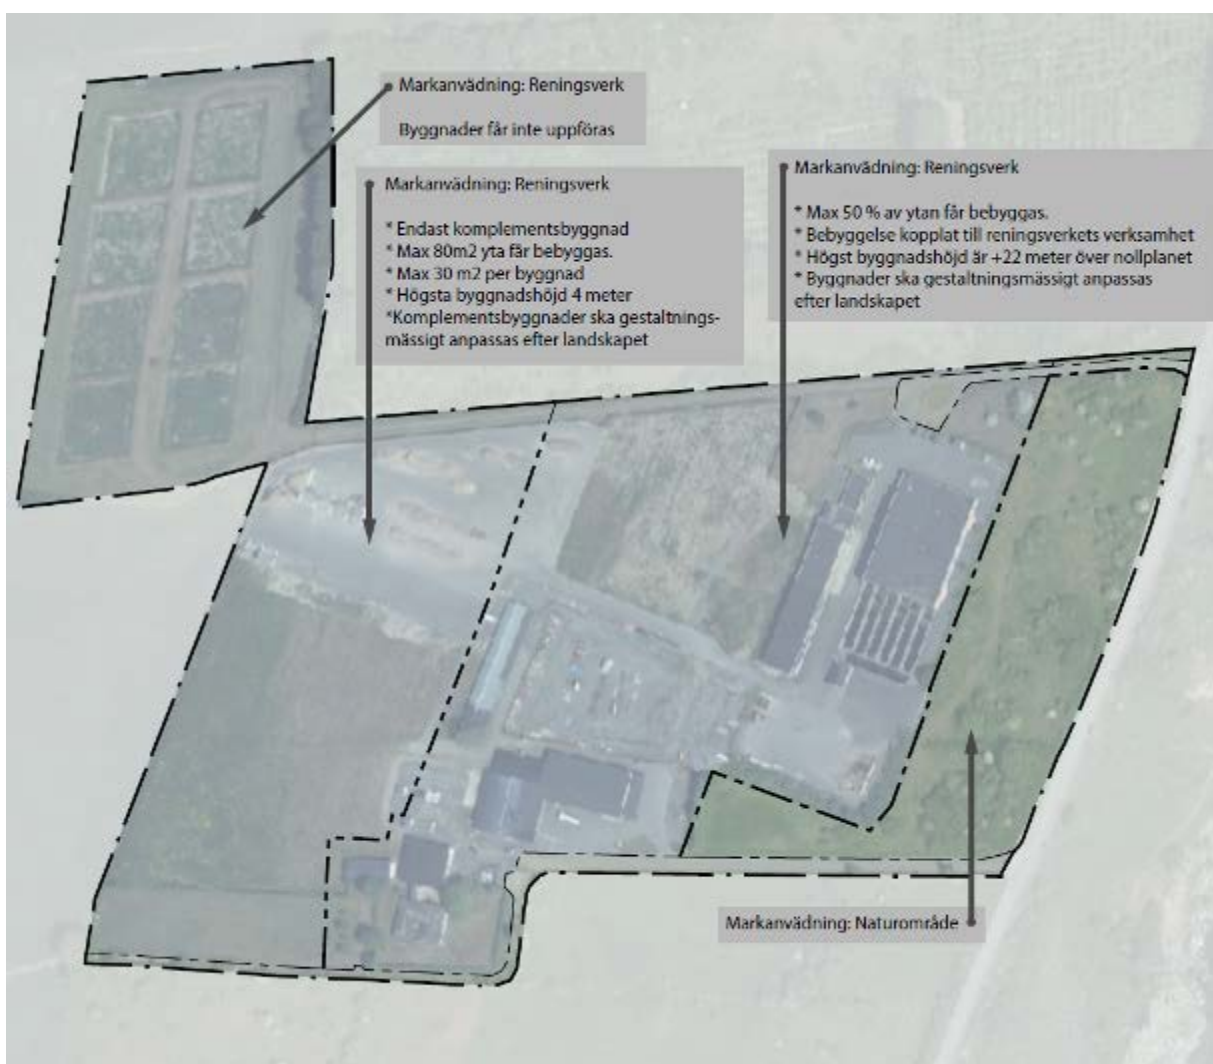 Markanvädning: Reningsverk
Byggnader får inte uppföras
Markanvädning: Reningsverk
* Endast komplementsbyggnad
* Max 80m2 yta får bebyggas.
* Max 30 m2 per byggnad
* Högsta byggnadshöjd 4 meter
*Komplementsbyggnader ska gestaltnings-
mässigt anpassas efter landskapet
Markanvädning: Reningsverk
* Max 50 % av ytan får bebyggas.
* Bebyggelse kopplat till reningsverkets verksamhet
* Högst byggnadshöjd är +22 meter över nollplanet
* Byggnader ska gestaltningsmässigt anpassas
efter landskapet
Markanvädning: Naturområde